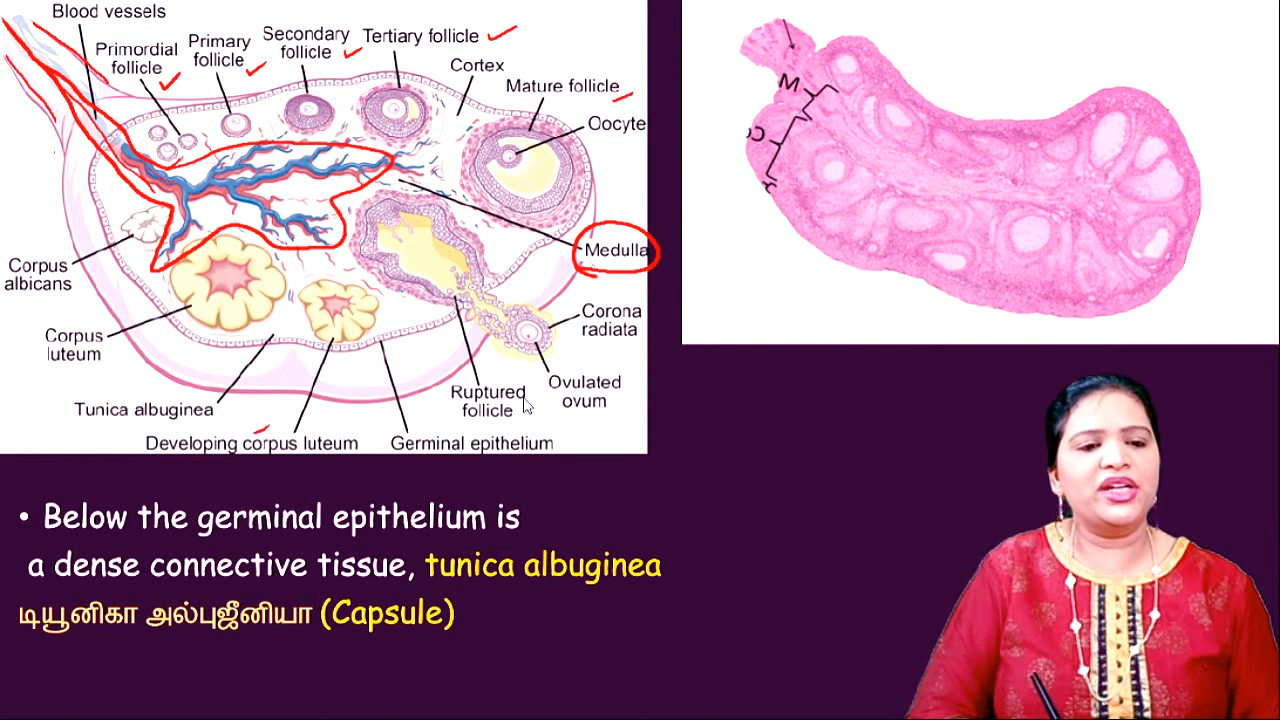 Blood vessels
Primordial
follicle
Primary
follicle
Secondary
follicle
Tertiary follicle
Cortex
Mature follicle
Oocyte
Medulla
Corpus
albicans
Corpus
luteum
Tunica albuginea
Developing corpus luteum
Germinal epithelium
Ruptured
follicle
Ovulated
ovum
Corona
radiata
M
C
• Below the germinal epithelium is
a dense connective tissue, tunica albuginea
டியூனிகா அல்புஜீனியா (Capsule)